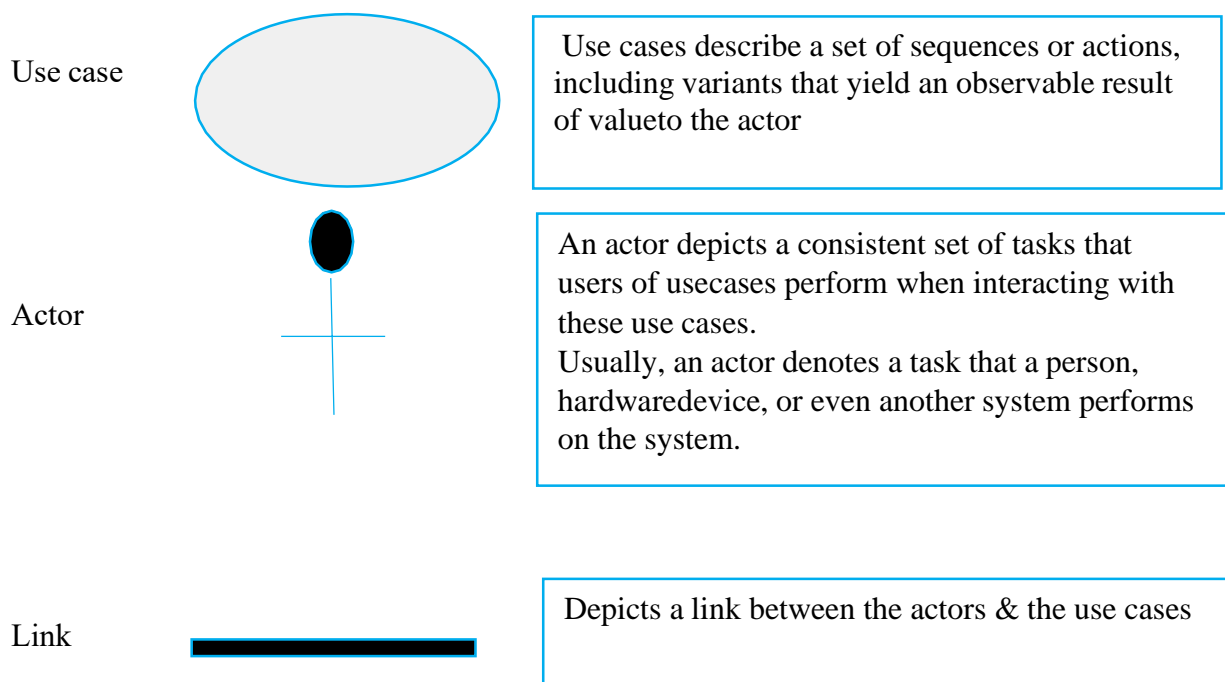 Use case
Use cases describe a set of sequences or actions,
including variants that yield an observable result
of valueto the actor
Actor
An actor depicts a consistent set of tasks that
users of usecases perform when interacting with
these use cases.
Usually, an actor denotes a task that a person,
hardwaredevice, or even another system performs
on the system.
Link
Depicts a link between the actors & the use cases